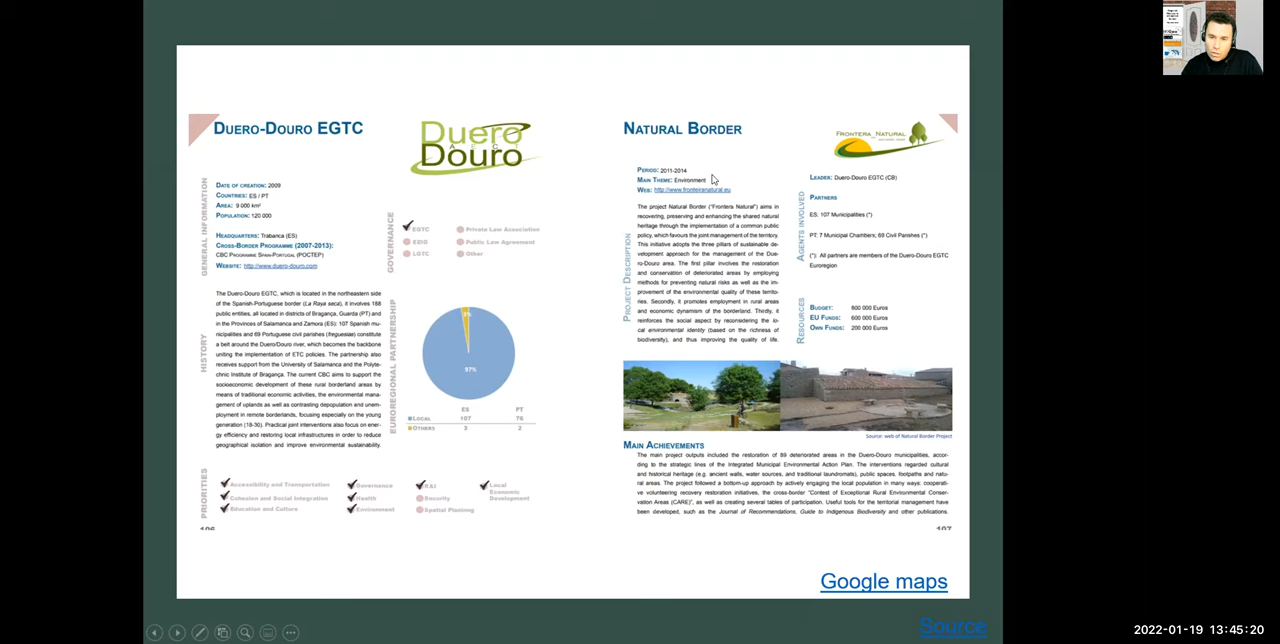 DUERO-DOURO EGTC
Duero
AECT
Douro
GENERAL INFORMATION
DATE OF CREATION: 2009
COUNTRIES: ES / PT
AREA: 9 000 km²
POPULATION: 120 000
HEADQUARTERS: Trabanca (ES)
CROSS-BORDER PROGRAMME (2007-2013):
CBC PROGRAMME SPAIN-PORTUGAL (POCTEP)
WEBSITE: http://www.duero-douro.com
GOVERNANCE
EGTC
EEIG
LGTC
Private Law Association
Public Law Agreement
Other
HISTORY
The Duero-Douro EGTC, which is located in the northeastern side
of the Spanish-Portuguese border (La Raya seca), it involves 188
public entities, all located in districts of Bragança, Guarda (PT) and
in the Provinces of Salamanca and Zamora (ES): 107 Spanish mu-
nicipalities and 69 Portuguese civil parishes (freguesias) constitute
a belt around the Duero/Douro river, which becomes the backbone
uniting the implementation of ETC policies. The partnership also
receives support from the University of Salamanca and the Polyte-
chnic Institute of Bragança. The current CBC aims to support the
socioeconomic development of these rural borderland areas by
means of traditional economic activities, the environmental mana-
gement of uplands as well as contrasting depopulation and unem-
ployment in remote borderlands, focusing especially on the young
generation (18-30). Practical joint interventions also focus on ener-
gy efficiency and restoring local infrastructures in order to reduce
geographical isolation and improve environmental sustainability.
EUROREGIONAL PARTNERSHIP
3%
97%
ES PT
LOCAL 107 76
OTHERS 3 2
PRIORITIES
Accessibility and Transportation
Cohesion and Social Integration
Education and Culture
Governance
Health
Environment
R&I
Security
Spatial Planning
Local
Economic
Development
106
NATURAL BORDER
FRONTERA_NATURAL
PERIOD: 2011-2014
MAIN THEME: Environment
WEB: http://www.fronteiranatural.eu
PROJECT DESCRIPTION
The project Natural Border ("Frontera Natural") aims in
recovering, preserving and enhancing the shared natural
heritage through the implementation of a common public
policy, which favours the joint management of the territory.
This initiative adopts the three pillars of sustainable de-
velopment approach for the management of the Due-
ro-Douro area. The first pillar involves the restoration
and conservation of deteriorated areas by employing
methods for preventing natural risks as well as the im-
provement of the environmental quality of these territo-
ries. Secondly, it promotes employment in rural areas
and economic dynamism of the borderland. Thirdly, it
reinforces the social aspect by reconsidering the lo-
cal environmental identity (based on the richness of
biodiversity), and thus improving the quality of life.
AGENTS INVOLVED
LEADER: Duero-Douro EGTC (CB)
PARTNERS
ES: 107 Municipalities (*)
PT: 7 Municipal Chambers; 69 Civil Parishes (*)
(*): All partners are members of the Duero-Douro EGTC
Euroregion
RESOURCES
BUDGET: 800 000 Euros
EU FUNDS: 600 000 Euros
OWN FUNDS: 200 000 Euros
Source: web of Natural Border Project
MAIN ACHIEVEMENTS
The main project outputs included the restoration of 89 deteriorated areas in the Duero-Douro municipalities, accor-
ding to the strategic lines of the Integrated Municipal Environmental Action Plan. The interventions regarded cultural
and historical heritage (e.g. ancient walls, water sources, and traditional laundromats), public spaces, footpaths and natu-
ral areas. The project followed a bottom-up approach by actively engaging the local population in many ways: cooperati-
ve volunteering recovery restoration initiatives, the cross-border "Contest of Exceptional Rural Environmental Conser-
vation Areas (CARE)", as well as creating several tables of participation. Useful tools for the territorial management have
been developed, such as the Journal of Recommendations, Guide to Indigenous Biodiversity and other publications.
107
Google maps
Source
2022-01-19 13:45:20